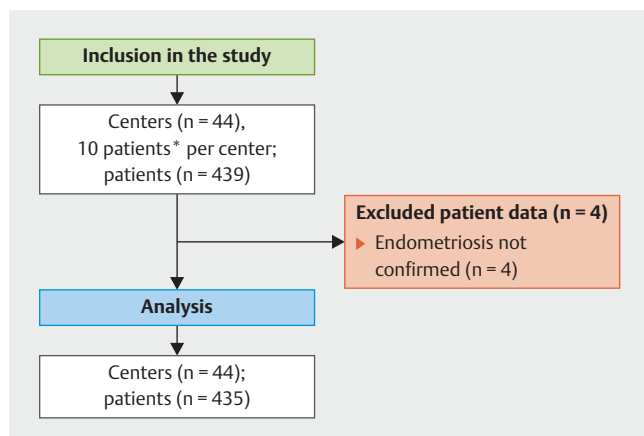 Inclusion in the study
Centers (n = 44),
10 patients* per center;
patients (n = 439)
Excluded patient data (n = 4)
Endometriosis not
confirmed (n = 4)
Analysis
Centers (n = 44);
patients (n = 435)